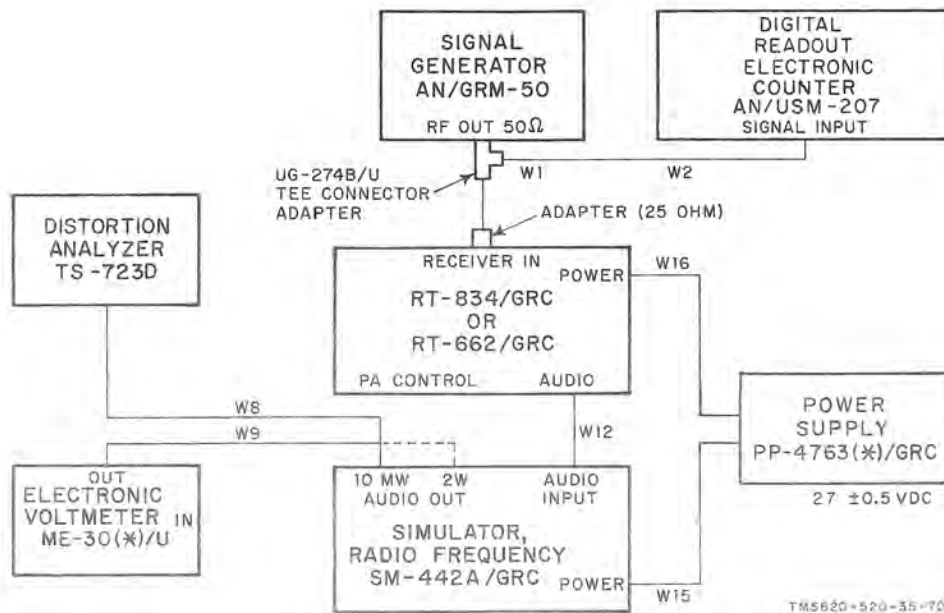 SIGNAL
GENERATOR
AN/GRM-50
RF OUT 50Ω
DIGITAL
READOUT
ELECTRONIC
COUNTER
AN/USM-207
SIGNAL INPUT
UG-274B/U
TEE CONNECTOR
ADAPTER
W1
W2
ADAPTER (25 OHM)
DISTORTION
ANALYZER
TS-723D
RECEIVER IN
POWER
RT-834/GRC
OR
RT-662/GRC
PA CONTROL
AUDIO
W16
W8
W9
W12
POWER
SUPPLY
PP-4763(*)/GRC
27 ±0.5 VDC
OUT
ELECTRONIC
VOLTMETER
IN
ME-30(*)/U
10 MW
2W
AUDIO OUT
AUDIO
INPUT
SIMULATOR,
RADIO FREQUENCY
SM-442A/GRC
POWER
W15
TM5820-520-35-70